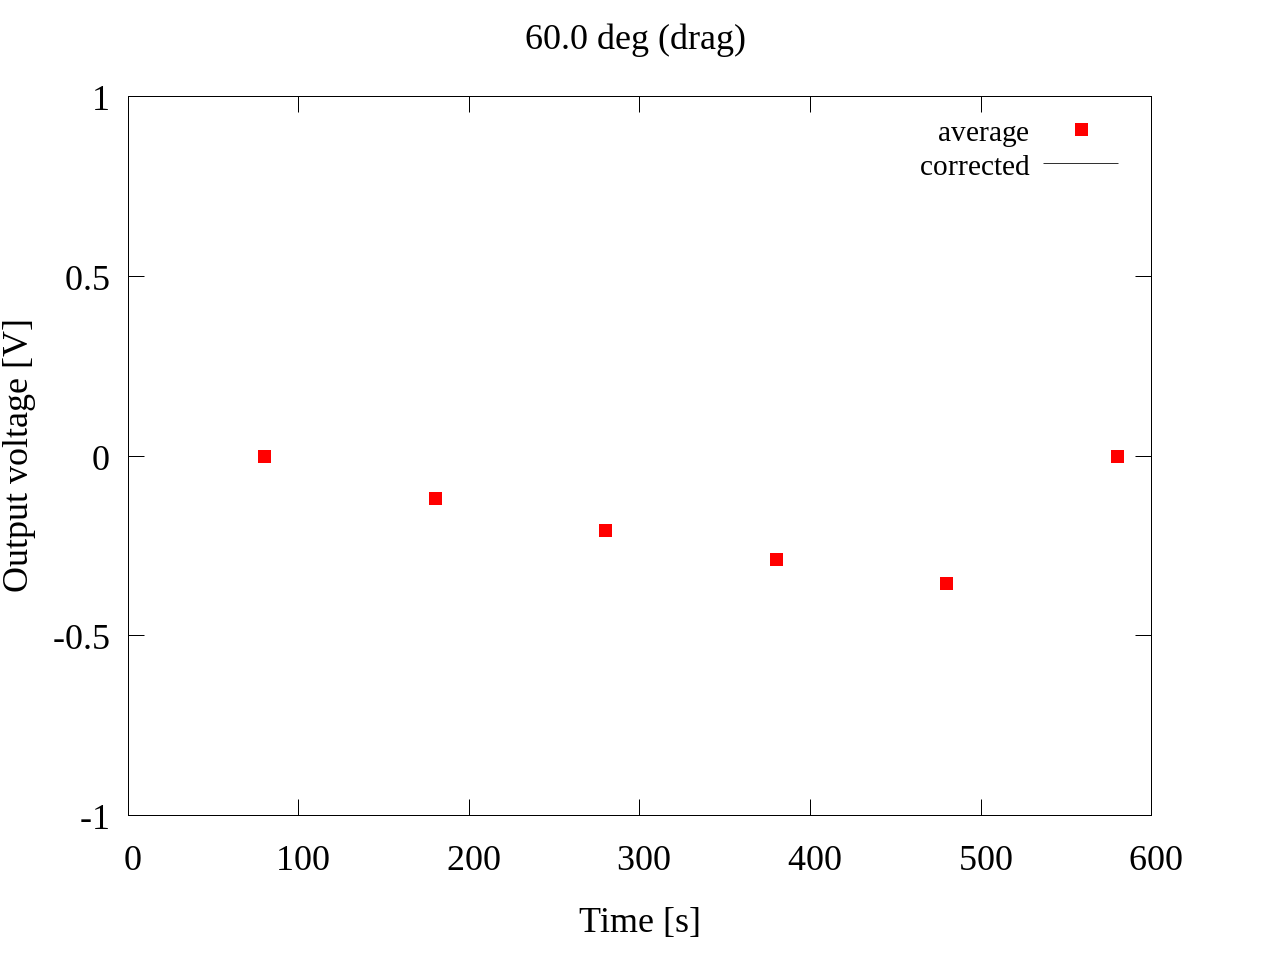 60.0 deg (drag)
average
corrected
1
0.5
0
-0.5
-1
Output voltage [V]
0 100 200 300 400 500 600
Time [s]